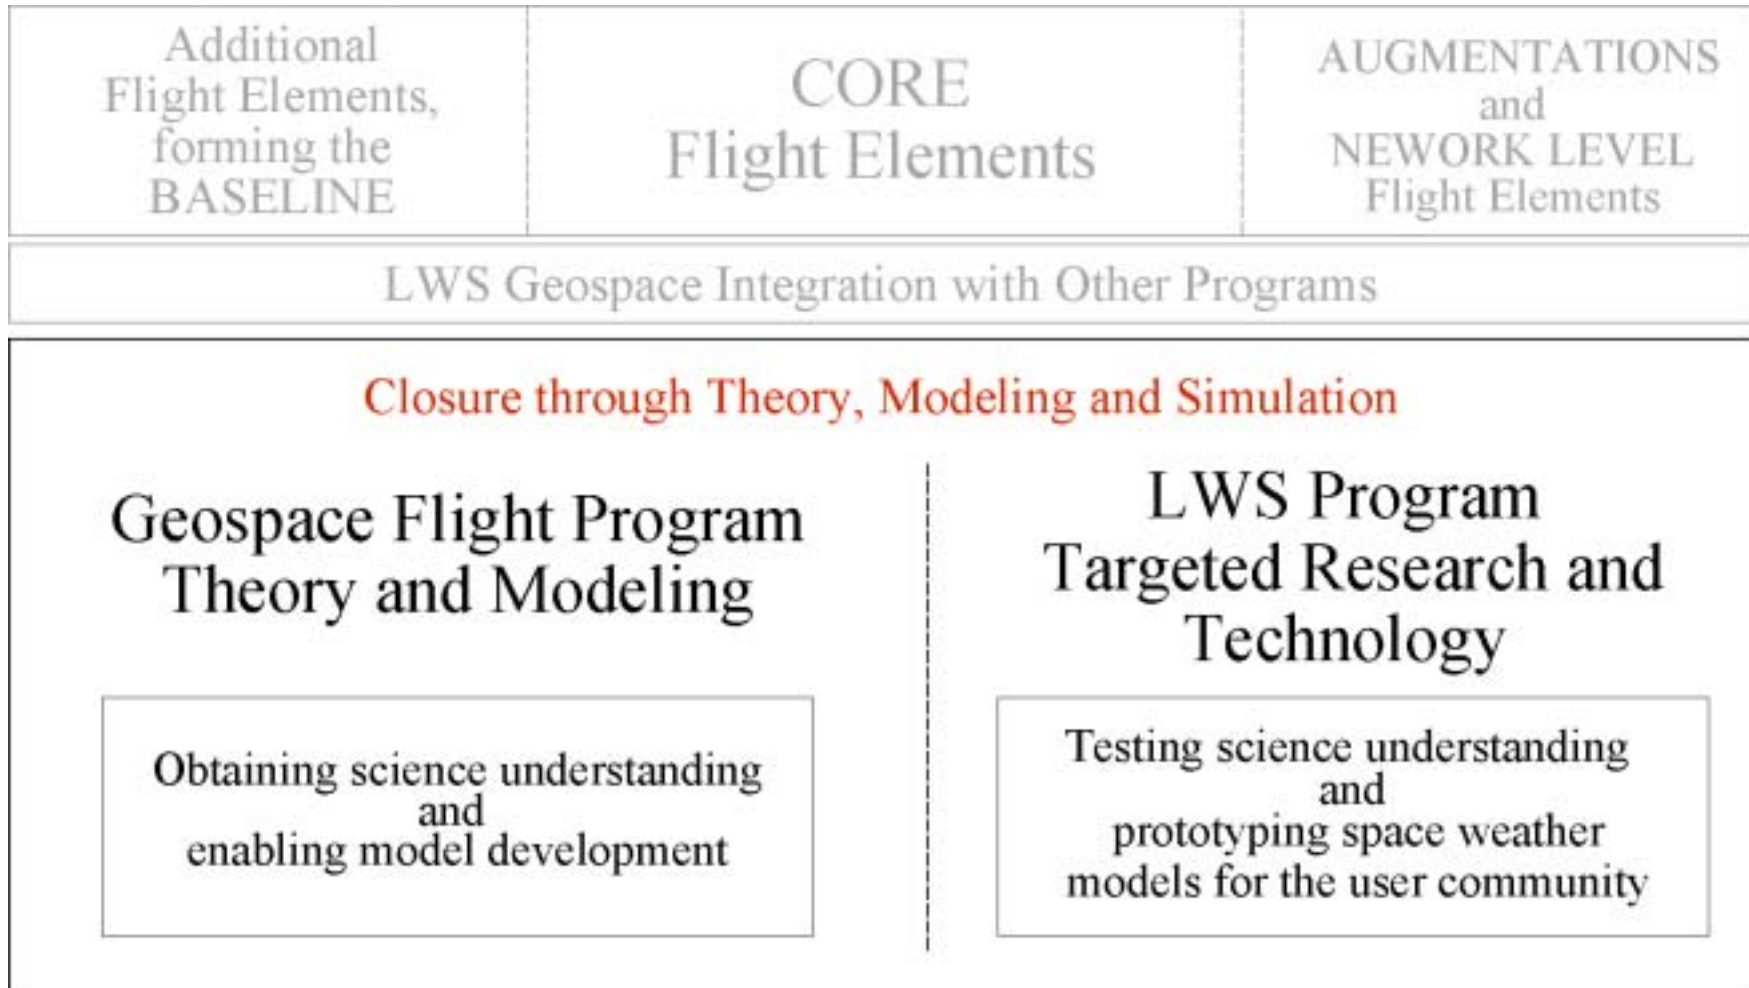 Additional
Flight Elements,
forming the
BASELINE
CORE
Flight Elements
AUGMENTATIONS
and
NEWORK LEVEL
Flight Elements
LWS Geospace Integration with Other Programs
Closure through Theory, Modeling and Simulation
Geospace Flight Program
Theory and Modeling
Obtaining science understanding
and
enabling model development
LWS Program
Targeted Research and
Technology
Testing science understanding
and
prototyping space weather
models for the user community